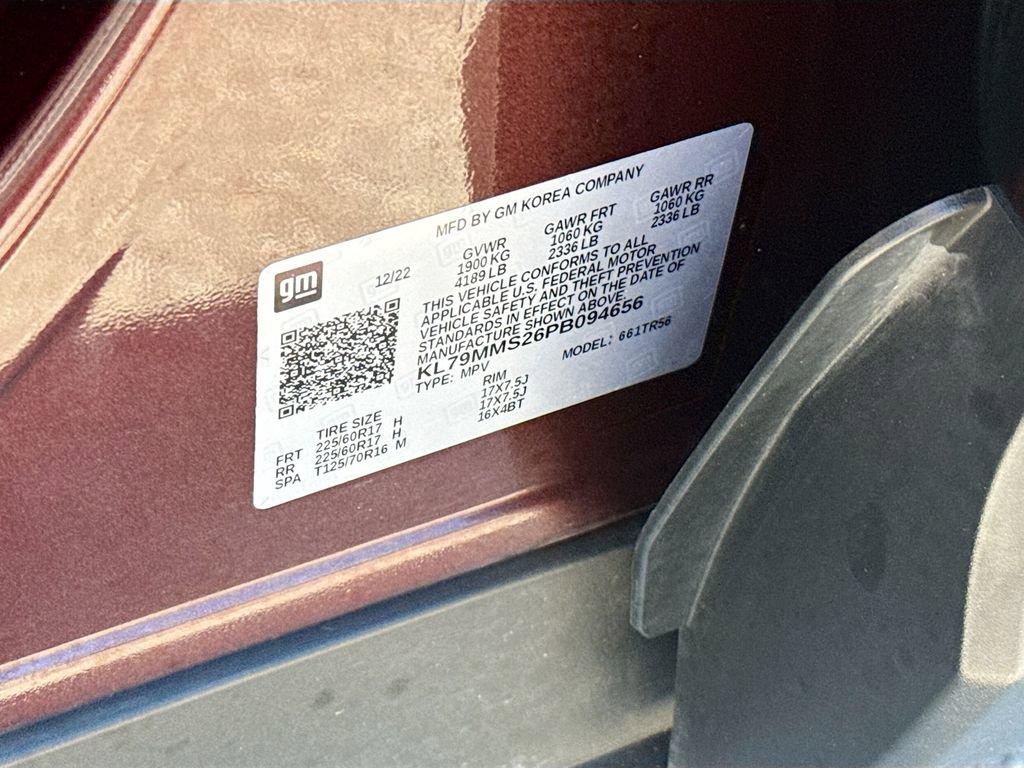 MFD BY GM KOREA COMPANY
gm
12/22
GVWR GAWR FRT GAWR RR
1900 KG 1060 KG 1060 KG
4189 LB 2336 LB 2336 LB
THIS VEHICLE CONFORMS TO ALL
APPLICABLE U.S. FEDERAL MOTOR
VEHICLE SAFETY AND THEFT PREVENTION
STANDARDS IN EFFECT ON THE DATE OF
MANUFACTURE SHOWN ABOVE.
KL79MMS26PB094656
TYPE: MPV MODEL: 661TR56
TIRE SIZE RIM
FRT 225/60R17 H 17X7.5J
RR 225/60R17 H 17X7.5J
SPA T125/70R16 M 16X4BT